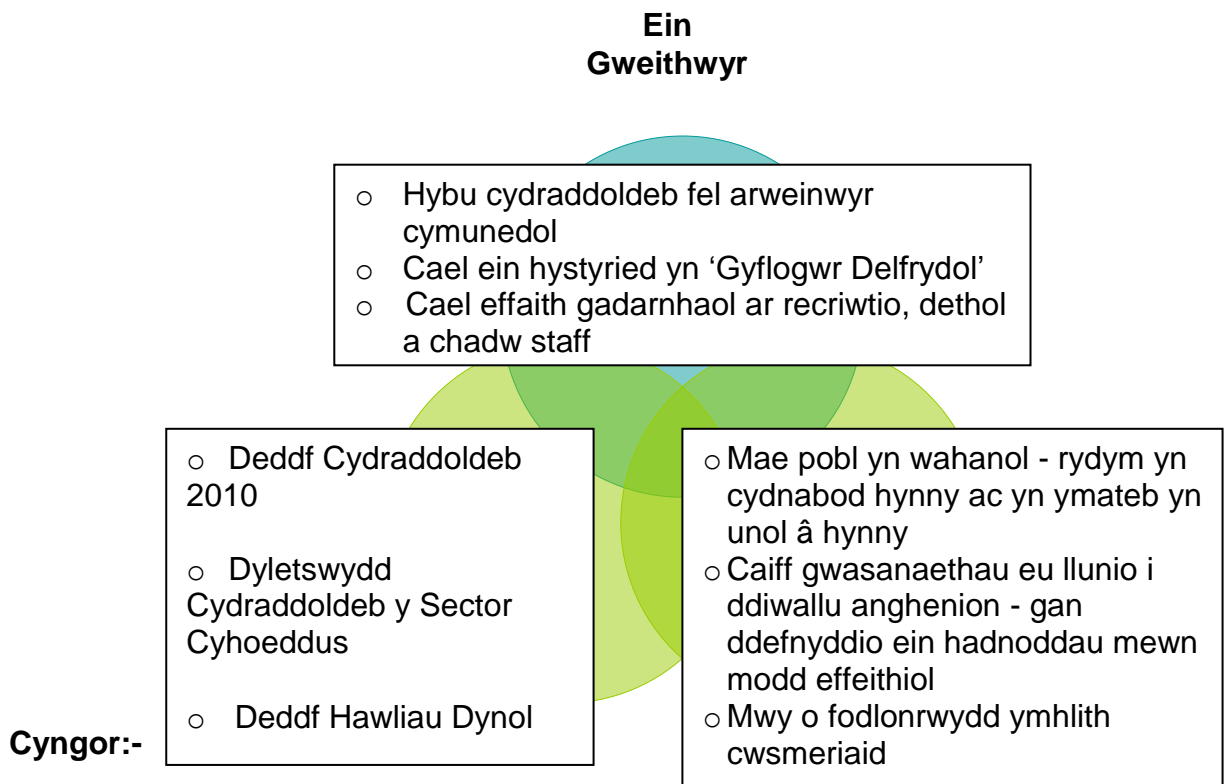 Ein
Gweithwyr
○ Hybu cydraddoldeb fel arweinwyr
cymunedol
○ Cael ein hystyried yn ‘Gyflogwr Delfrydol’
○ Cael effaith gadarnhaol ar recriwtio, dethol
a chadw staff
○ Deddf Cydraddoldeb
2010
○ Dyletswydd
Cydraddoldeb y Sector
Cyhoeddus
○ Deddf Hawliau Dynol
○ Mae pobl yn wahanol - rydym yn
cydnabod hynny ac yn ymateb yn
unol â hynny
○ Caiff gwasanaethau eu llunio i
ddiwallu anghenion - gan
ddefnyddio ein hadnoddau mewn
modd effeithiol
○ Mwy o fodlonrwydd ymhlith
cwsmeriaid
Cyngor:-